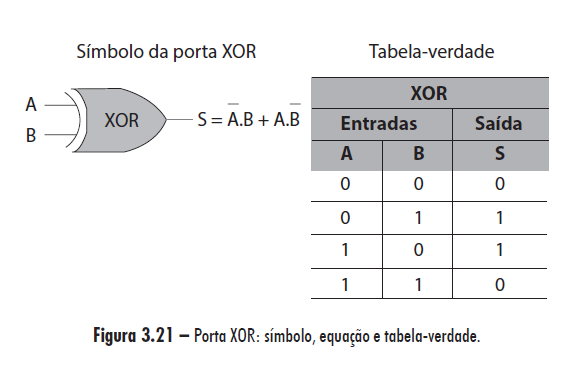 Símbolo da porta XOR
A
B
XOR
S = A̅.B + A.B̅
Tabela-verdade
XOR
Entradas Saída
A B S
0 0 0
0 1 1
1 0 1
1 1 0
Figura 3.21 – Porta XOR: símbolo, equação e tabela-verdade.